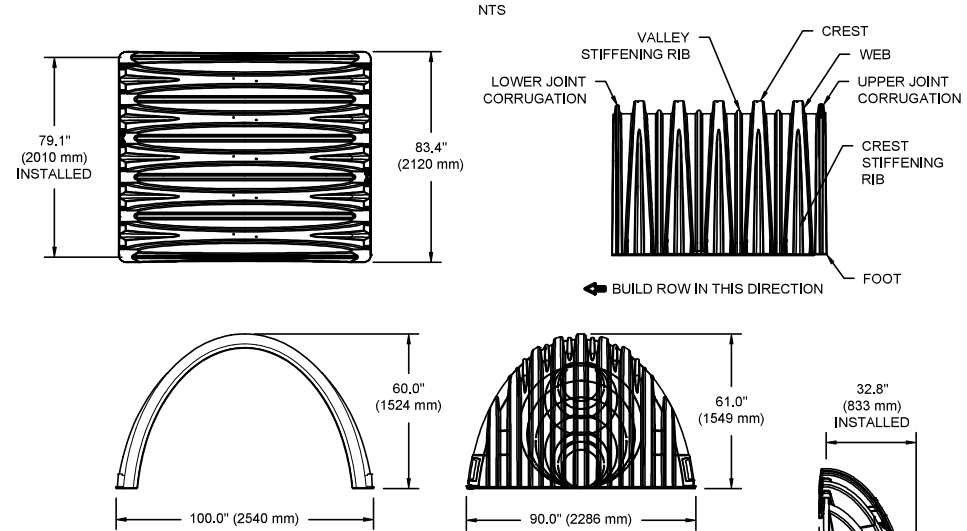 NTS
VALLEY
STIFFENING RIB
CREST
WEB
LOWER JOINT
CORRUGATION
UPPER JOINT
CORRUGATION
79.1"
(2010 mm)
INSTALLED
83.4"
(2120 mm)
CREST
STIFFENING
RIB
FOOT
BUILD ROW IN THIS DIRECTION
60.0"
(1524 mm)
61.0"
(1549 mm)
32.8"
(833 mm)
INSTALLED
100.0" (2540 mm)
90.0" (2286 mm)